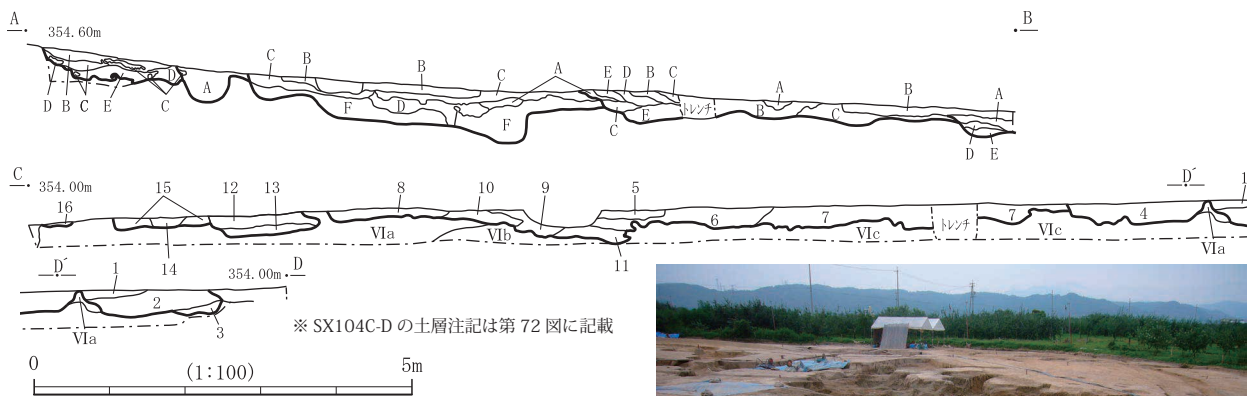 A B
354.60m
C B B C A E D B C A B A
D
D B C E C F D F C E トレンチ B C D E
C 354.00m
15 12 13 8 10 9 5 D´ 1
16 6 7 トレンチ 7 4
Ⅵa Ⅵb Ⅵc Ⅵc Ⅵa
14 11
D´ 1 354.00m D
2
Ⅵa 3
※ SX104C-D の土層注記は第 72 図に記載
0 (1:100) 5m